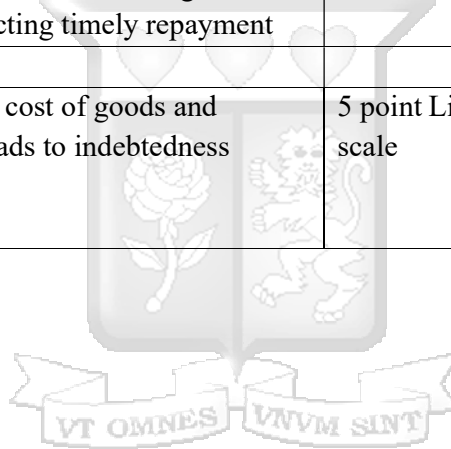 cting timely repayment
cost of goods and
ads to indebtedness
5 point Li
scale
VT OMNES VNVM SINT